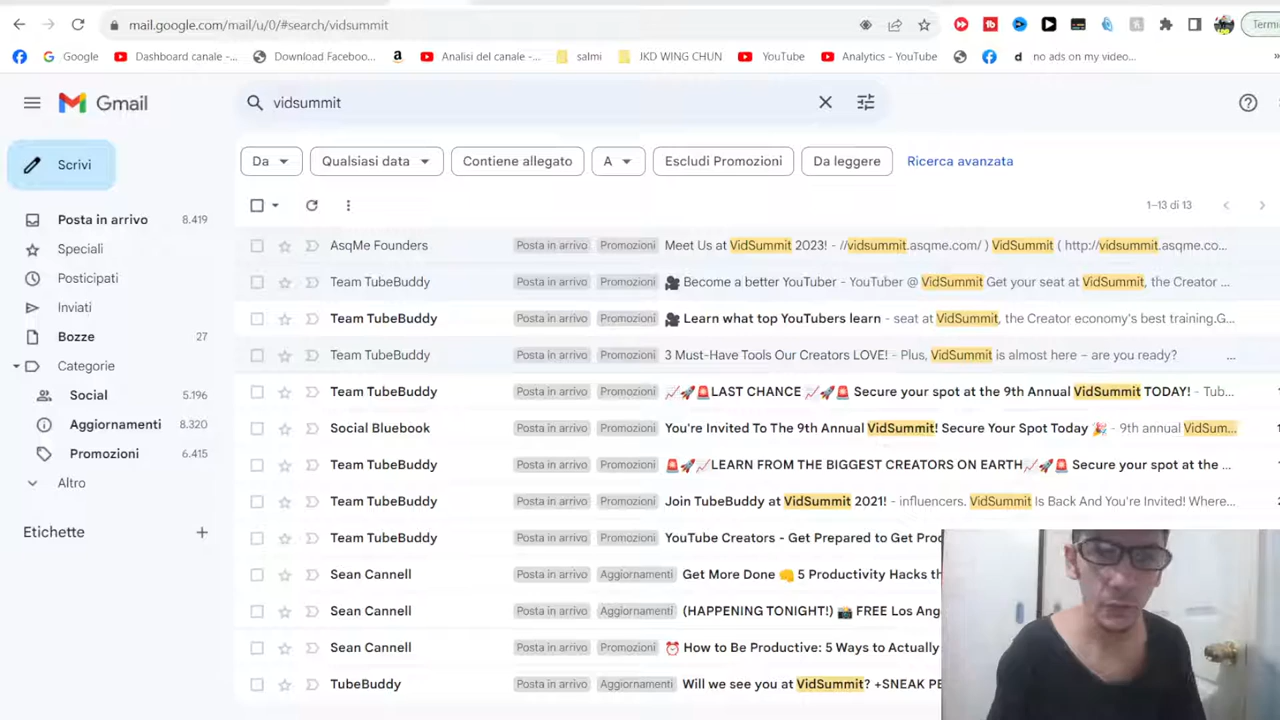 mail.google.com/mail/u/0/#search/vidsummit
Termi
Google Dashboard canale -... Download Faceboo... Analisi del canale -... salmi JKD WING CHUN YouTube Analytics - YouTube no ads on my video... »
Gmail vidsummit
Scrivi Da Qualsiasi data Contiene allegato A Escludi Promozioni Da leggere Ricerca avanzata
1–13 di 13
Posta in arrivo 8.419
Speciali
Posticipati
Inviati
Bozze 27
Categorie
Social 5.196
Aggiornamenti 8.320
Promozioni 6.415
Altro
Etichette
AsqMe Founders Posta in arrivo Promozioni Meet Us at VidSummit 2023! - //vidsummit.asqme.com/ ) VidSummit ( http://vidsummit.asqme.co...
Team TubeBuddy Posta in arrivo Promozioni 🎥 Become a better YouTuber - YouTuber @ VidSummit Get your seat at VidSummit, the Creator ...
Team TubeBuddy Posta in arrivo Promozioni 🎥 Learn what top YouTubers learn - seat at VidSummit, the Creator economy's best training.G...
Team TubeBuddy Posta in arrivo Promozioni 3 Must-Have Tools Our Creators LOVE! - Plus, VidSummit is almost here – are you ready? ...
Team TubeBuddy Posta in arrivo Promozioni 📈🚀🚨LAST CHANCE 📈🚀🚨 Secure your spot at the 9th Annual VidSummit TODAY! - Tub...
Social Bluebook Posta in arrivo Promozioni You're Invited To The 9th Annual VidSummit! Secure Your Spot Today 🎉 - 9th annual VidSum...
Team TubeBuddy Posta in arrivo Promozioni 🚨🚀📈LEARN FROM THE BIGGEST CREATORS ON EARTH📈🚀🚨 Secure your spot at the ...
Team TubeBuddy Posta in arrivo Promozioni Join TubeBuddy at VidSummit 2021! - influencers. VidSummit Is Back And You're Invited! Where...
Team TubeBuddy Posta in arrivo Promozioni YouTube Creators - Get Prepared to Get Proc
Sean Cannell Posta in arrivo Aggiornamenti Get More Done 👊 5 Productivity Hacks th
Sean Cannell Posta in arrivo Aggiornamenti (HAPPENING TONIGHT!) 📸 FREE Los Ang
Sean Cannell Posta in arrivo Promozioni ⏰ How to Be Productive: 5 Ways to Actually
TubeBuddy Posta in arrivo Aggiornamenti Will we see you at VidSummit? +SNEAK PE